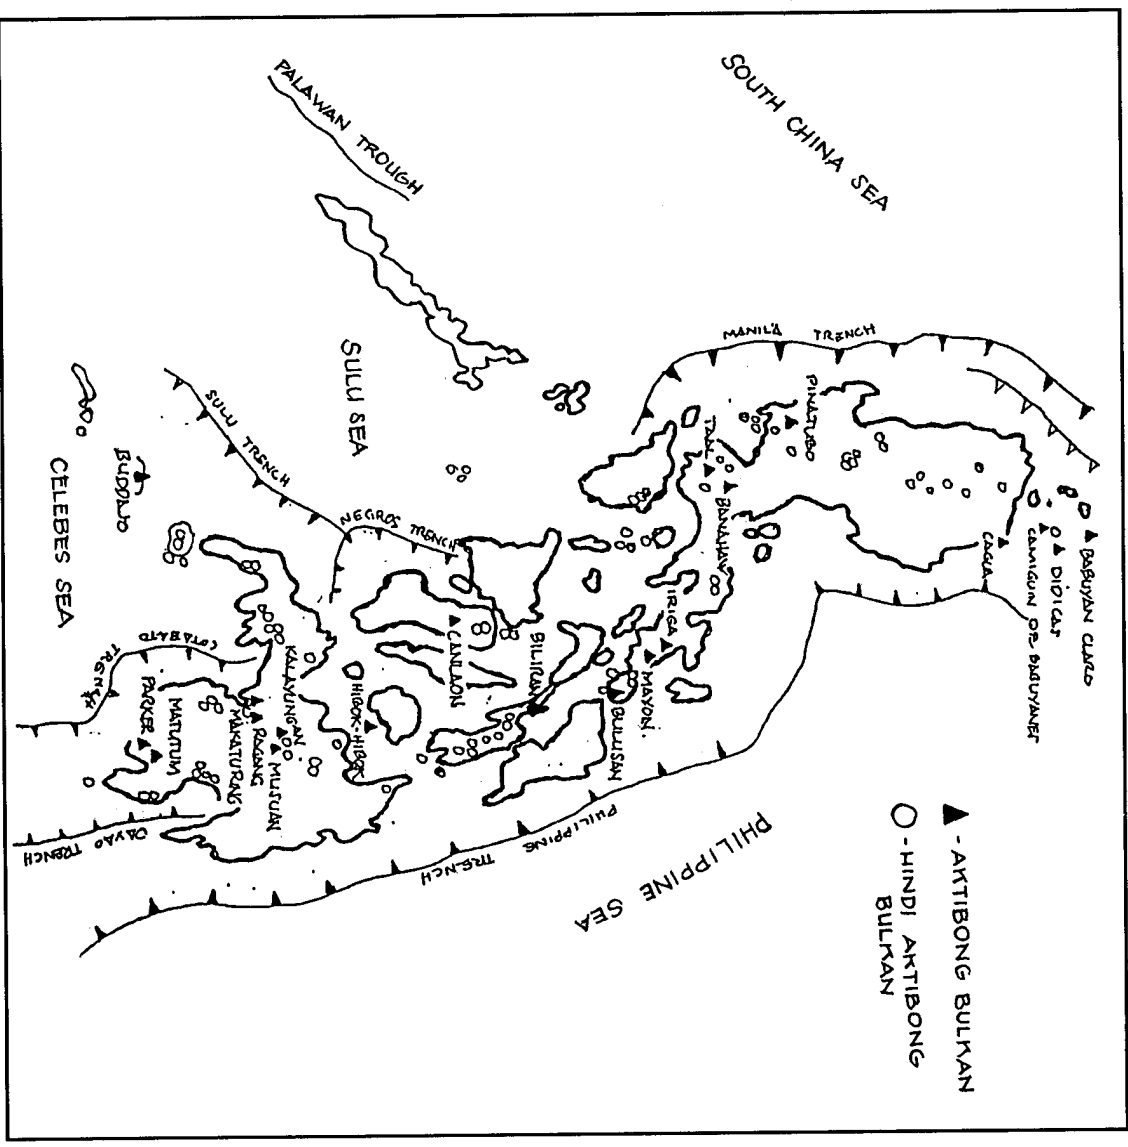 SOUTH CHINA SEA
PALAWAN TROUGH
MANILA TRENCH
SULU SEA
SULU TRENCH
NEGROS TRENCH
CELEBES SEA
COTABATO TRENCH
DAVAO TRENCH
PHILIPPINE TRENCH
PHILIPPINE SEA
BABUYAN CLARO
DIDICAS
CAMIGUIN DE BABUYANES
CAGUA
PINATUBO
TAAL
BANAHAW
IRIGA
MAYON
BULUSAN
BILIRAN
CANLAON
HIBOK-HIBOK
KALAYUNGAN
MUSUAN
RAGANG
MAKATURING
MATUTUM
PARKER
BUDDAJO
- AKTIBONG BULKAN
- HINDI AKTIBONG
BULKAN